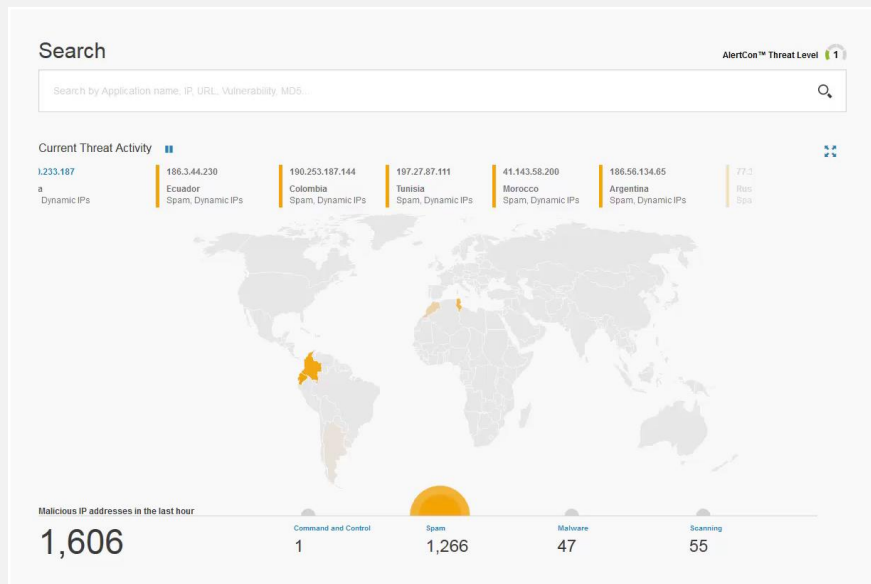 Search
AlertCon™ Threat Level 1
Search by Application name, IP, URL, Vulnerability, MD5...
Current Threat Activity
.233.187
a
Dynamic IPs
186.3.44.230
Ecuador
Spam, Dynamic IPs
190.253.187.144
Colombia
Spam, Dynamic IPs
197.27.87.111
Tunisia
Spam, Dynamic IPs
41.143.58.200
Morocco
Spam, Dynamic IPs
186.56.134.65
Argentina
Spam, Dynamic IPs
Malicious IP addresses in the last hour
1,606
Command and Control
1
Spam
1,266
Malware
47
Scanning
55